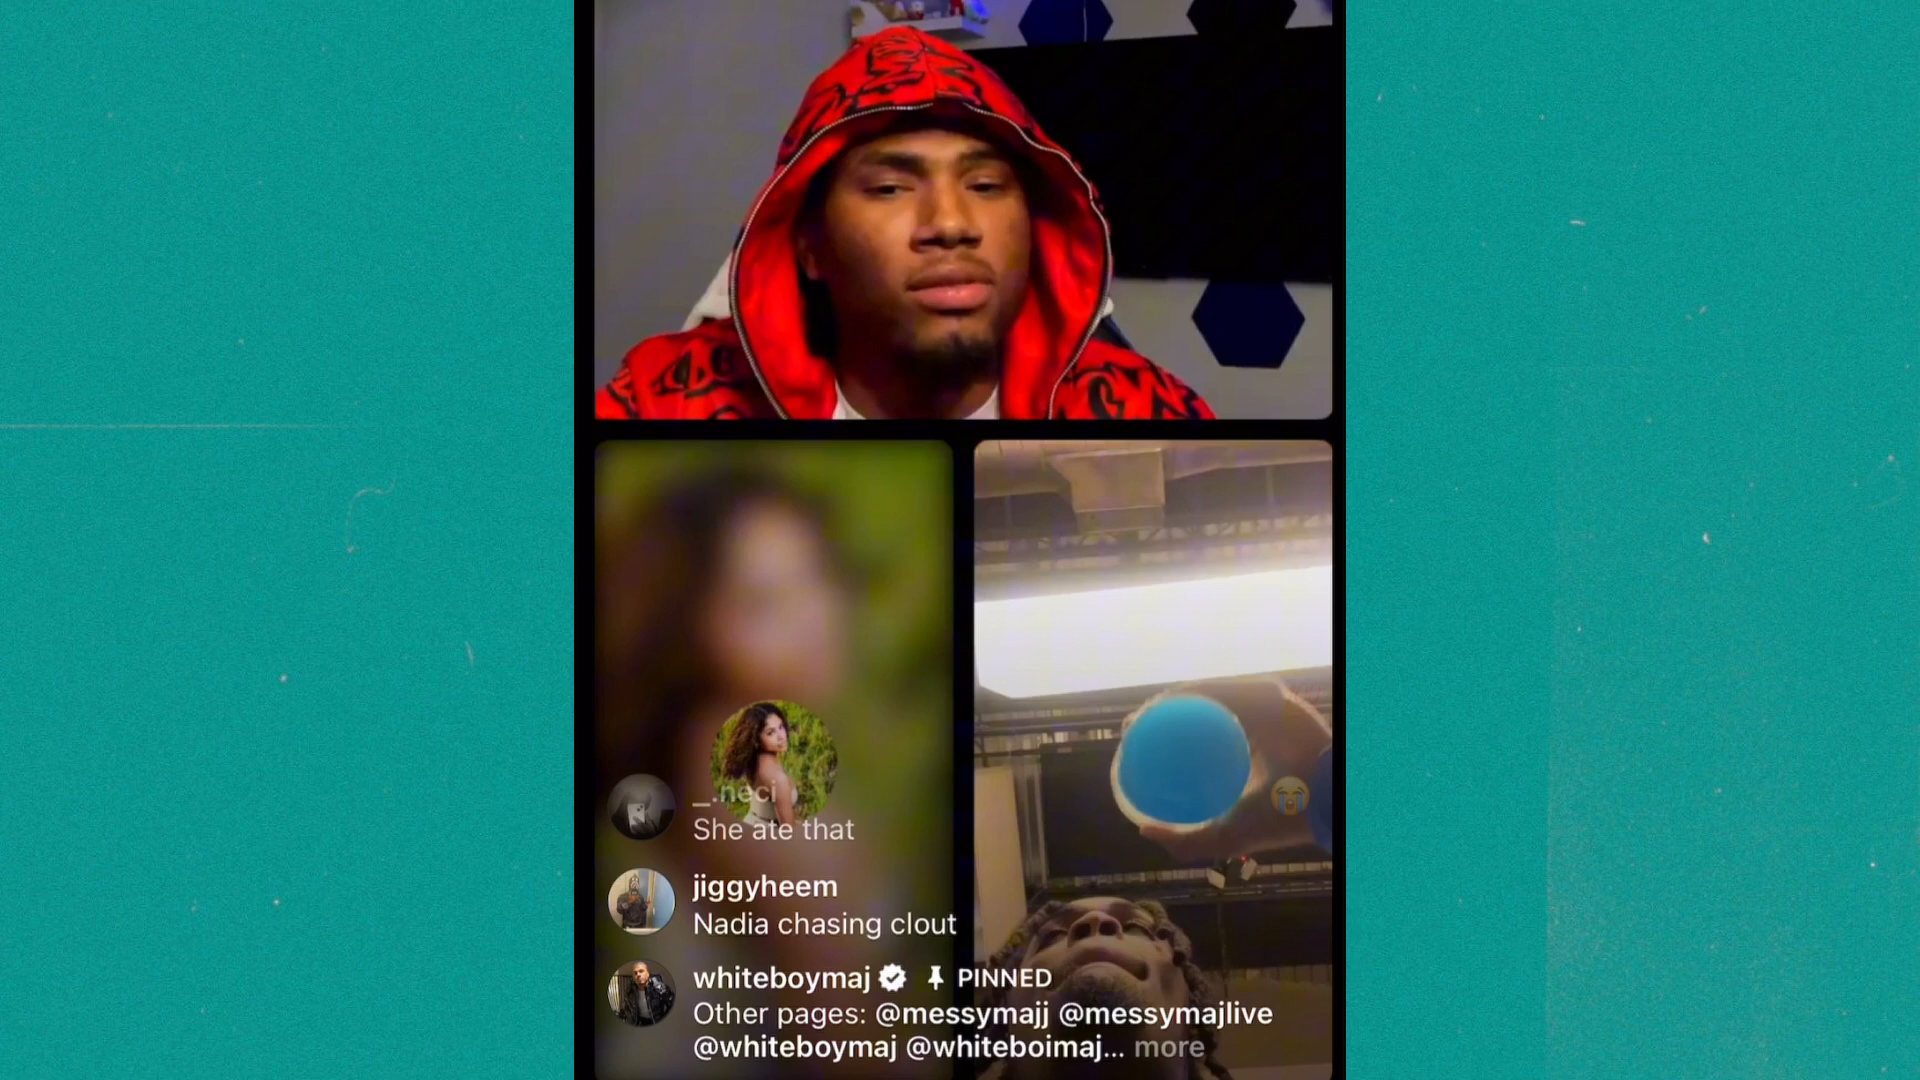 _.neci
She ate that
jiggyheem
Nadia chasing clout
whiteboymaj PINNED
Other pages: @messymajj @messymajlive
@whiteboymaj @whiteboimaj... more